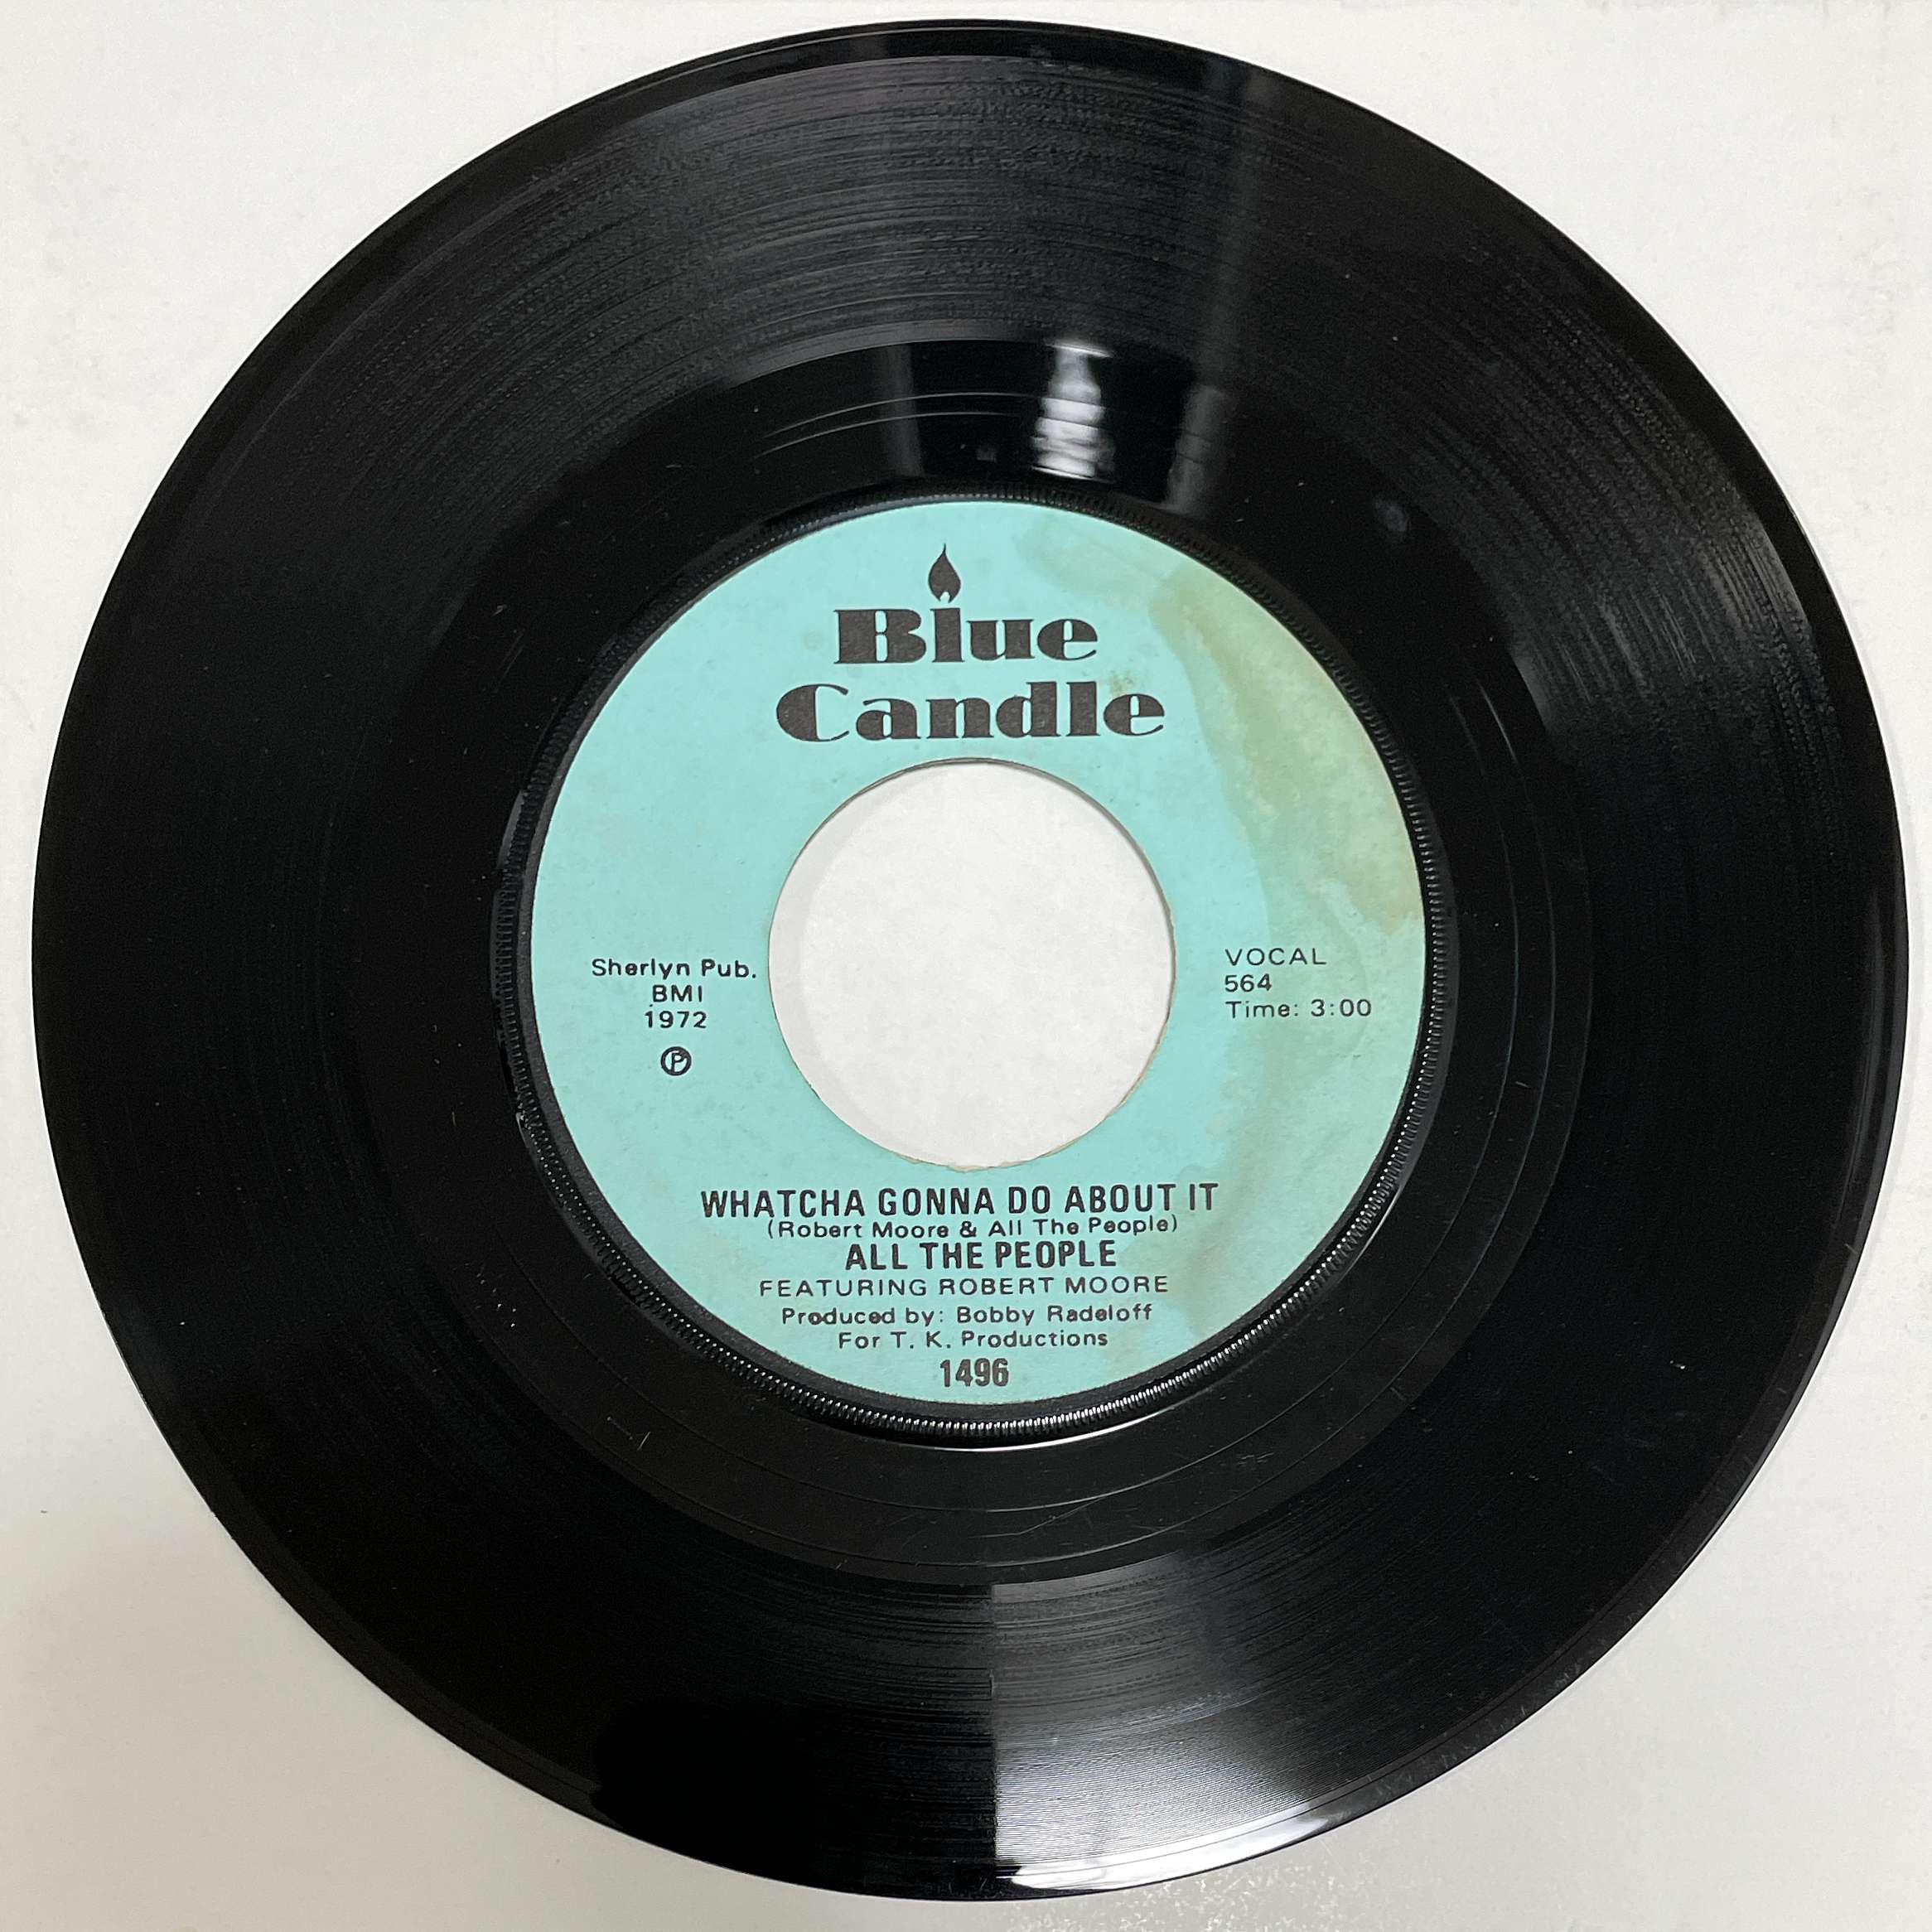 Blue
Candle
Sherlyn Pub.
BMI
1972
Ⓟ
VOCAL
564
Time: 3:00
WHATCHA GONNA DO ABOUT IT
(Robert Moore & All The People)
ALL THE PEOPLE
FEATURING ROBERT MOORE
Produced by: Bobby Radeloff
For T. K. Productions
1496